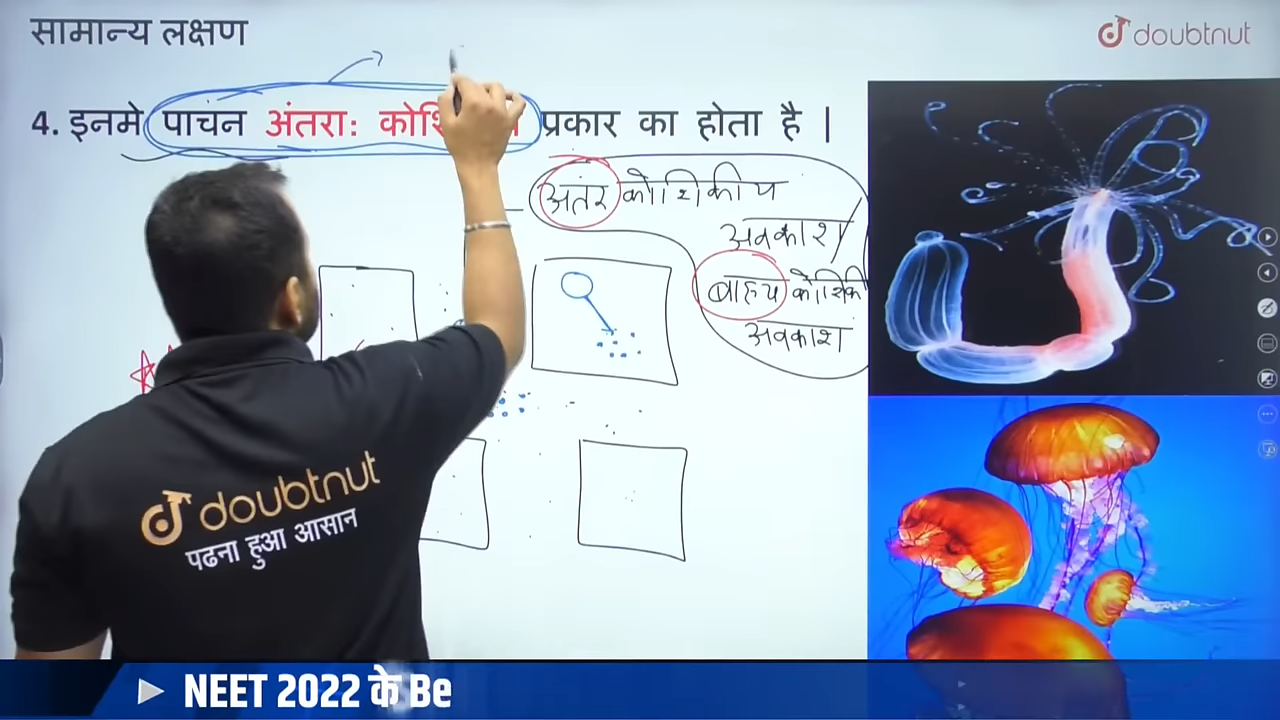 सामान्य लक्षण
doubtnut
4. इनमे पाचन अंतरा: प्रकार का होता है |
अंतर कोशिकीय
अवकाश /
बाह्य कोशिकी
अवकाश
doubtnut
पढना हुआ आसान
NEET 2022 के Be